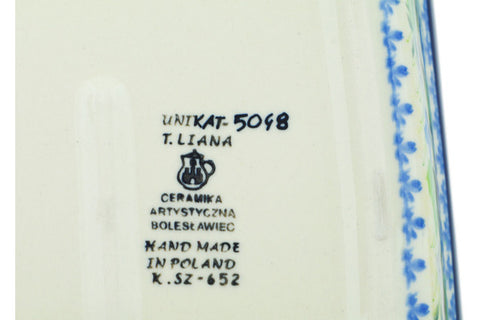 UNIKAT-5098
T.LIANA
CERAMIKA
ARTYSTYCZNA
BOLESŁAWIEC
HAND MADE
IN POLAND
K.SZ-652